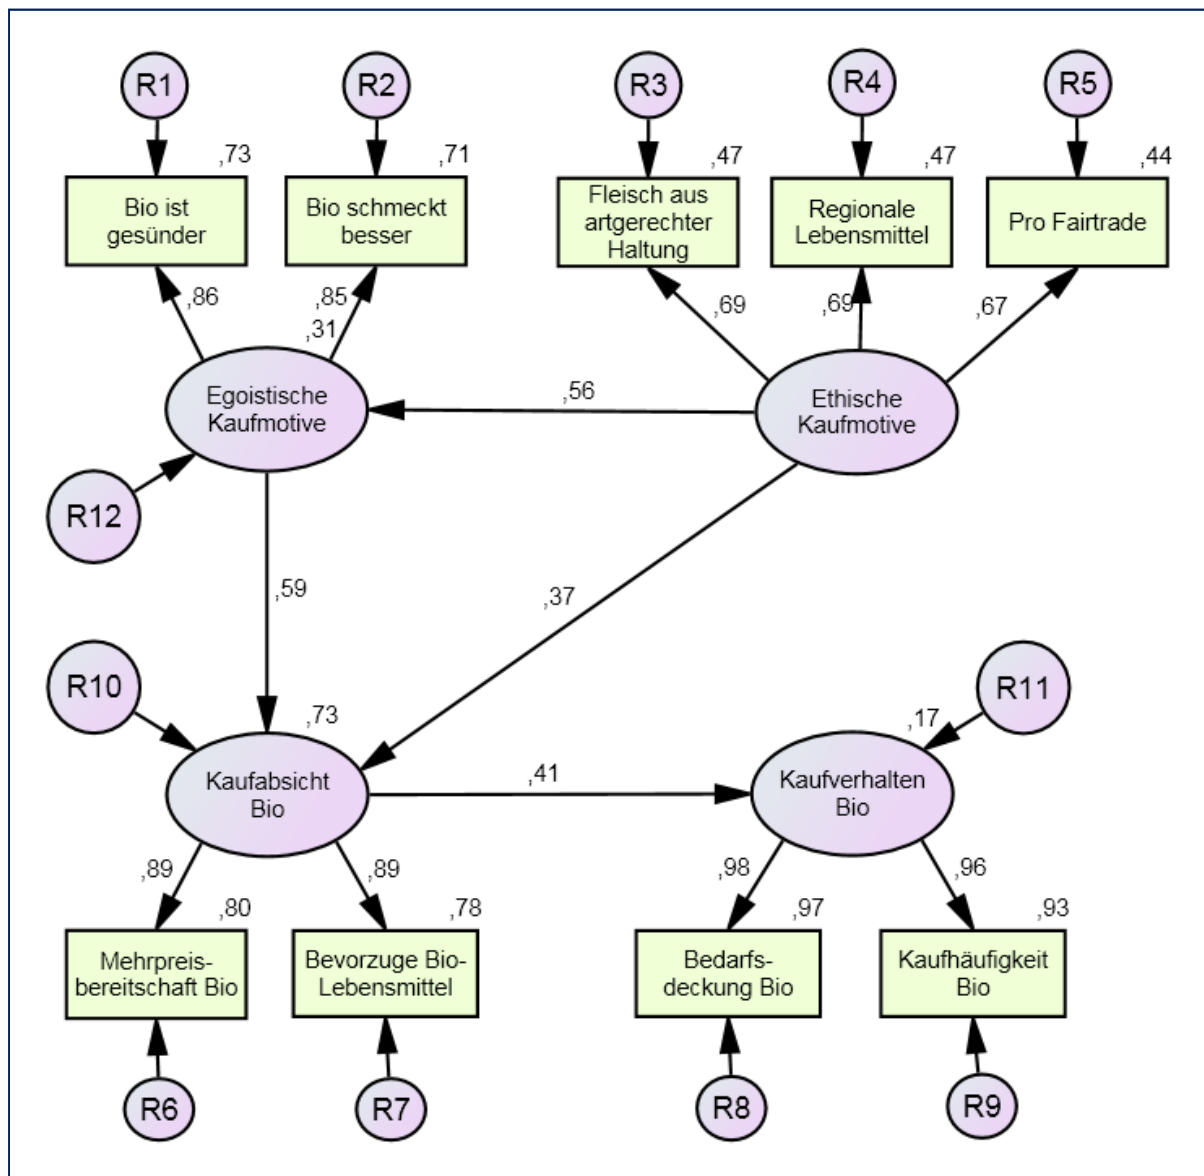 R1
R2
R3
R4
R5
,73
,71
,47
,47
,44
Bio ist
gesünder
Bio schmeckt
besser
Fleisch aus
artgerechter
Haltung
Regionale
Lebensmittel
Pro Fairtrade
,86
,85
,69
,69
,67
,31
Egoistische
Kaufmotive
,56
Ethische
Kaufmotive
R12
,59
,37
R10
R11
,73
,17
Kaufabsicht
Bio
,41
Kaufverhalten
Bio
,89
,89
,98
,96
,80
,78
,97
,93
Mehrpreis-
bereitschaft Bio
Bevorzuge Bio-
Lebensmittel
Bedarfs-
deckung Bio
Kaufhäufigkeit
Bio
R6
R7
R8
R9